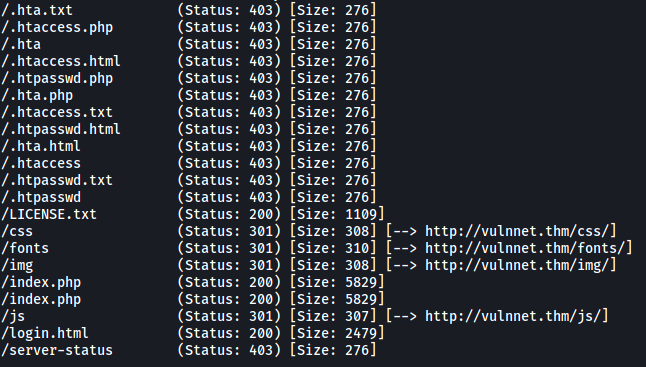 /.hta.txt (Status: 403) [Size: 276]
/.htaccess.php (Status: 403) [Size: 276]
/.hta (Status: 403) [Size: 276]
/.htaccess.html (Status: 403) [Size: 276]
/.htpasswd.php (Status: 403) [Size: 276]
/.hta.php (Status: 403) [Size: 276]
/.htaccess.txt (Status: 403) [Size: 276]
/.htpasswd.html (Status: 403) [Size: 276]
/.hta.html (Status: 403) [Size: 276]
/.htaccess (Status: 403) [Size: 276]
/.htpasswd.txt (Status: 403) [Size: 276]
/.htpasswd (Status: 403) [Size: 276]
/LICENSE.txt (Status: 200) [Size: 1109]
/css (Status: 301) [Size: 308] [--> http://vulnnet.thm/css/]
/fonts (Status: 301) [Size: 310] [--> http://vulnnet.thm/fonts/]
/img (Status: 301) [Size: 308] [--> http://vulnnet.thm/img/]
/index.php (Status: 200) [Size: 5829]
/index.php (Status: 200) [Size: 5829]
/js (Status: 301) [Size: 307] [--> http://vulnnet.thm/js/]
/login.html (Status: 200) [Size: 2479]
/server-status (Status: 403) [Size: 276]